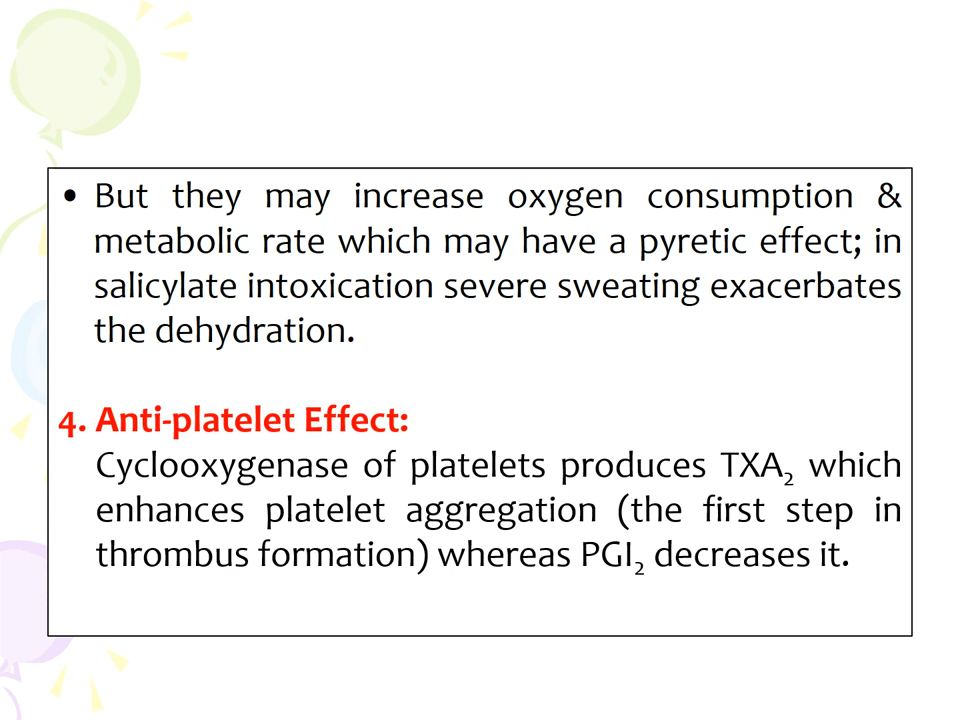 • But they may increase oxygen consumption &
metabolic rate which may have a pyretic effect; in
salicylate intoxication severe sweating exacerbates
the dehydration.
4. Anti-platelet Effect:
Cyclooxygenase of platelets produces TXA₂ which
enhances platelet aggregation (the first step in
thrombus formation) whereas PGI₂ decreases it.